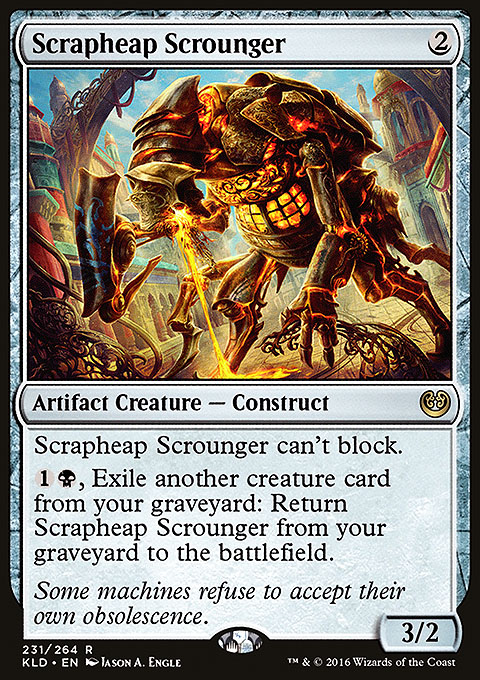 Scrapheap Scrounger 2
Artifact Creature — Construct
Scrapheap Scrounger can't block.
1, Exile another creature card
from your graveyard: Return
Scrapheap Scrounger from your
graveyard to the battlefield.
Some machines refuse to accept their
own obsolescence.
3/2
231/264 R
KLD • EN Jason A. Engle
™ & © 2016 Wizards of the Coast